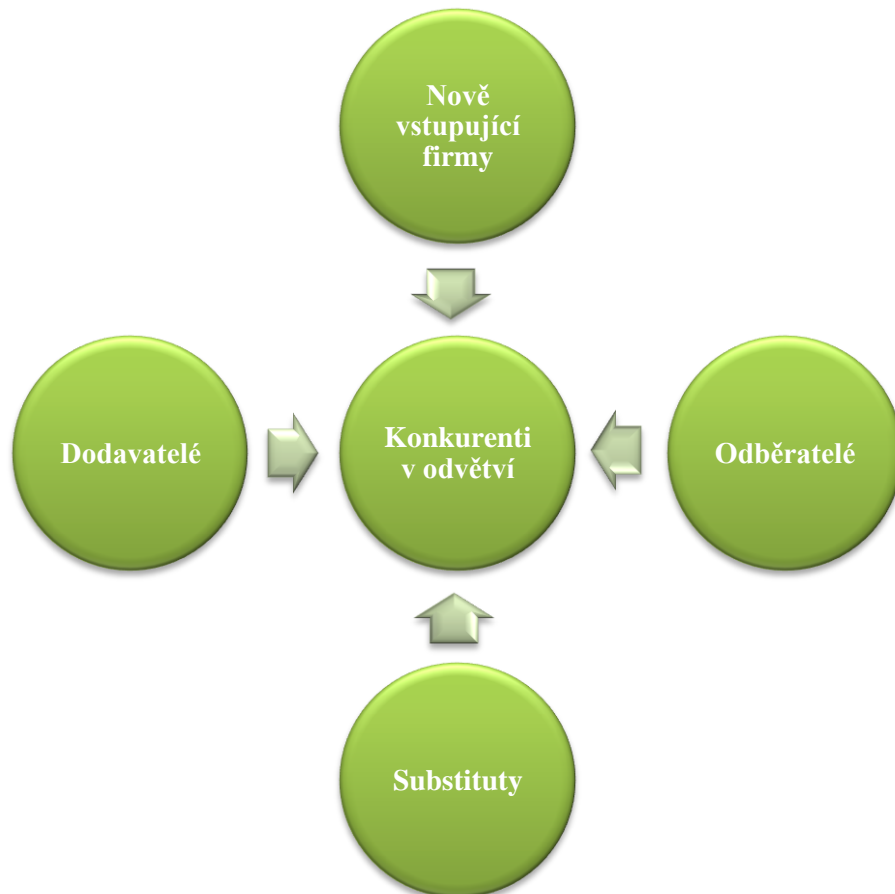 Nově
vstupující
firmy
Dodavatelé
Konkurenti
v odvětví
Odběratelé
Substituty